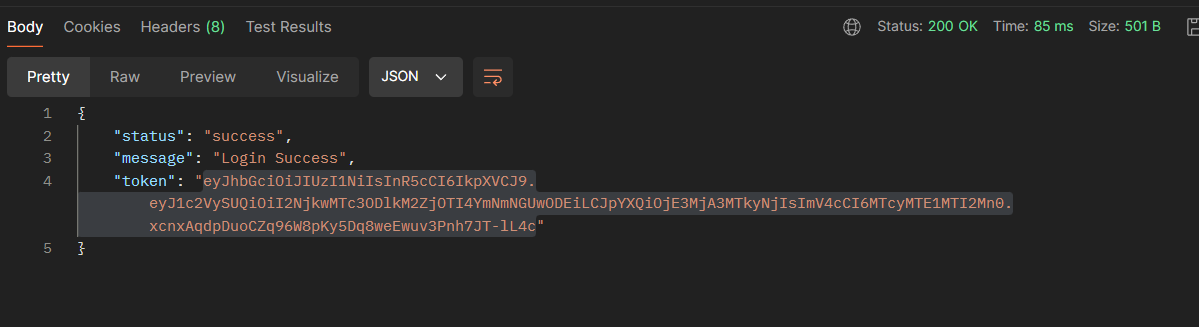 Body Cookies Headers (8) Test Results Status: 200 OK Time: 85 ms Size: 501 B
Pretty Raw Preview Visualize JSON
1 {
2 "status": "success",
3 "message": "Login Success",
4 "token": "eyJhbGciOiJIUzI1NiIsInR5cCI6IkpXVCJ9.
eyJ1c2VySUQiOiI2NjkwMTc3ODlkM2ZjOTI4YmNmNGUwODEiLCJpYXQiOjE3MjA3MTkyNjIsImV4cCI6MTcyMTE1MTI2Mn0.
xcnxAqdpDuoCZq96W8pKy5Dq8weEwuv3Pnh7JT-lL4c"
5 }